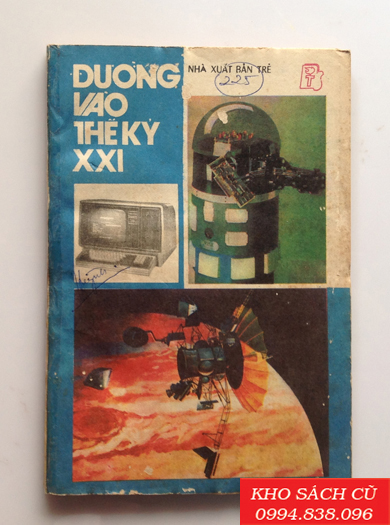 ĐƯỜNG
VÀO
THẾ KỶ
XXI
NHÀ XUẤT BẢN TRẺ
225
KHO SÁCH CŨ
0994.838.096